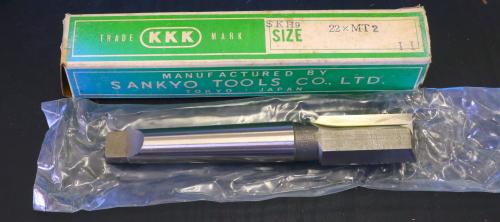 TRADE KKK MARK
SKH9
SIZE 22×MT2
MANUFACTURED BY
SANKYO TOOLS CO., LTD.
TOKYO JAPAN